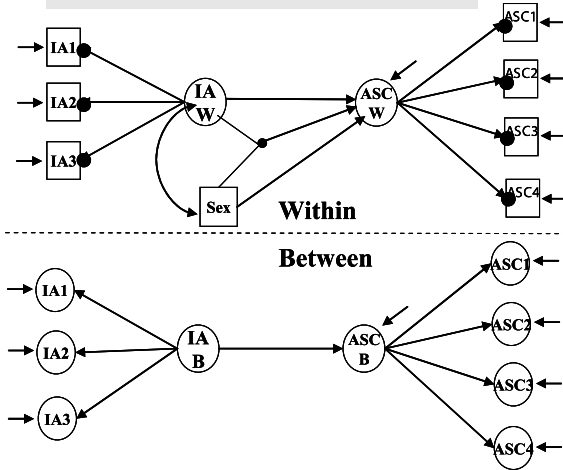 IA1
IA2
IA3
IA
W
Sex
ASC
W
ASC1
ASC2
ASC3
ASC4
Within
Between
IA1
IA2
IA3
IA
B
ASC
B
ASC1
ASC2
ASC3
ASC4